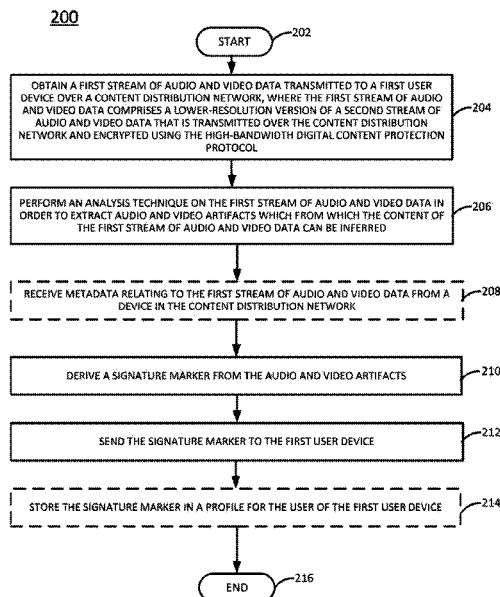 200
START
202
OBTAIN A FIRST STREAM OF AUDIO AND VIDEO DATA TRANSMITTED TO A FIRST USER
DEVICE OVER A CONTENT DISTRIBUTION NETWORK, WHERE THE FIRST STREAM OF AUDIO
AND VIDEO DATA COMPRISES A LOWER-RESOLUTION VERSION OF A SECOND STREAM OF
AUDIO AND VIDEO DATA THAT IS TRANSMITTED OVER THE CONTENT DISTRIBUTION
NETWORK AND ENCRYPTED USING THE HIGH-BANDWIDTH DIGITAL CONTENT PROTECTION
PROTOCOL
204
PERFORM AN ANALYSIS TECHNIQUE ON THE FIRST STREAM OF AUDIO AND VIDEO DATA IN
ORDER TO EXTRACT AUDIO AND VIDEO ARTIFACTS WHICH FROM WHICH THE CONTENT OF
THE FIRST STREAM OF AUDIO AND VIDEO DATA CAN BE INFERRED
206
RECEIVE METADATA RELATING TO THE FIRST STREAM OF AUDIO AND VIDEO DATA FROM A
DEVICE IN THE CONTENT DISTRIBUTION NETWORK
208
DERIVE A SIGNATURE MARKER FROM THE AUDIO AND VIDEO ARTIFACTS
210
SEND THE SIGNATURE MARKER TO THE FIRST USER DEVICE
212
STORE THE SIGNATURE MARKER IN A PROFILE FOR THE USER OF THE FIRST USER DEVICE
214
END
216